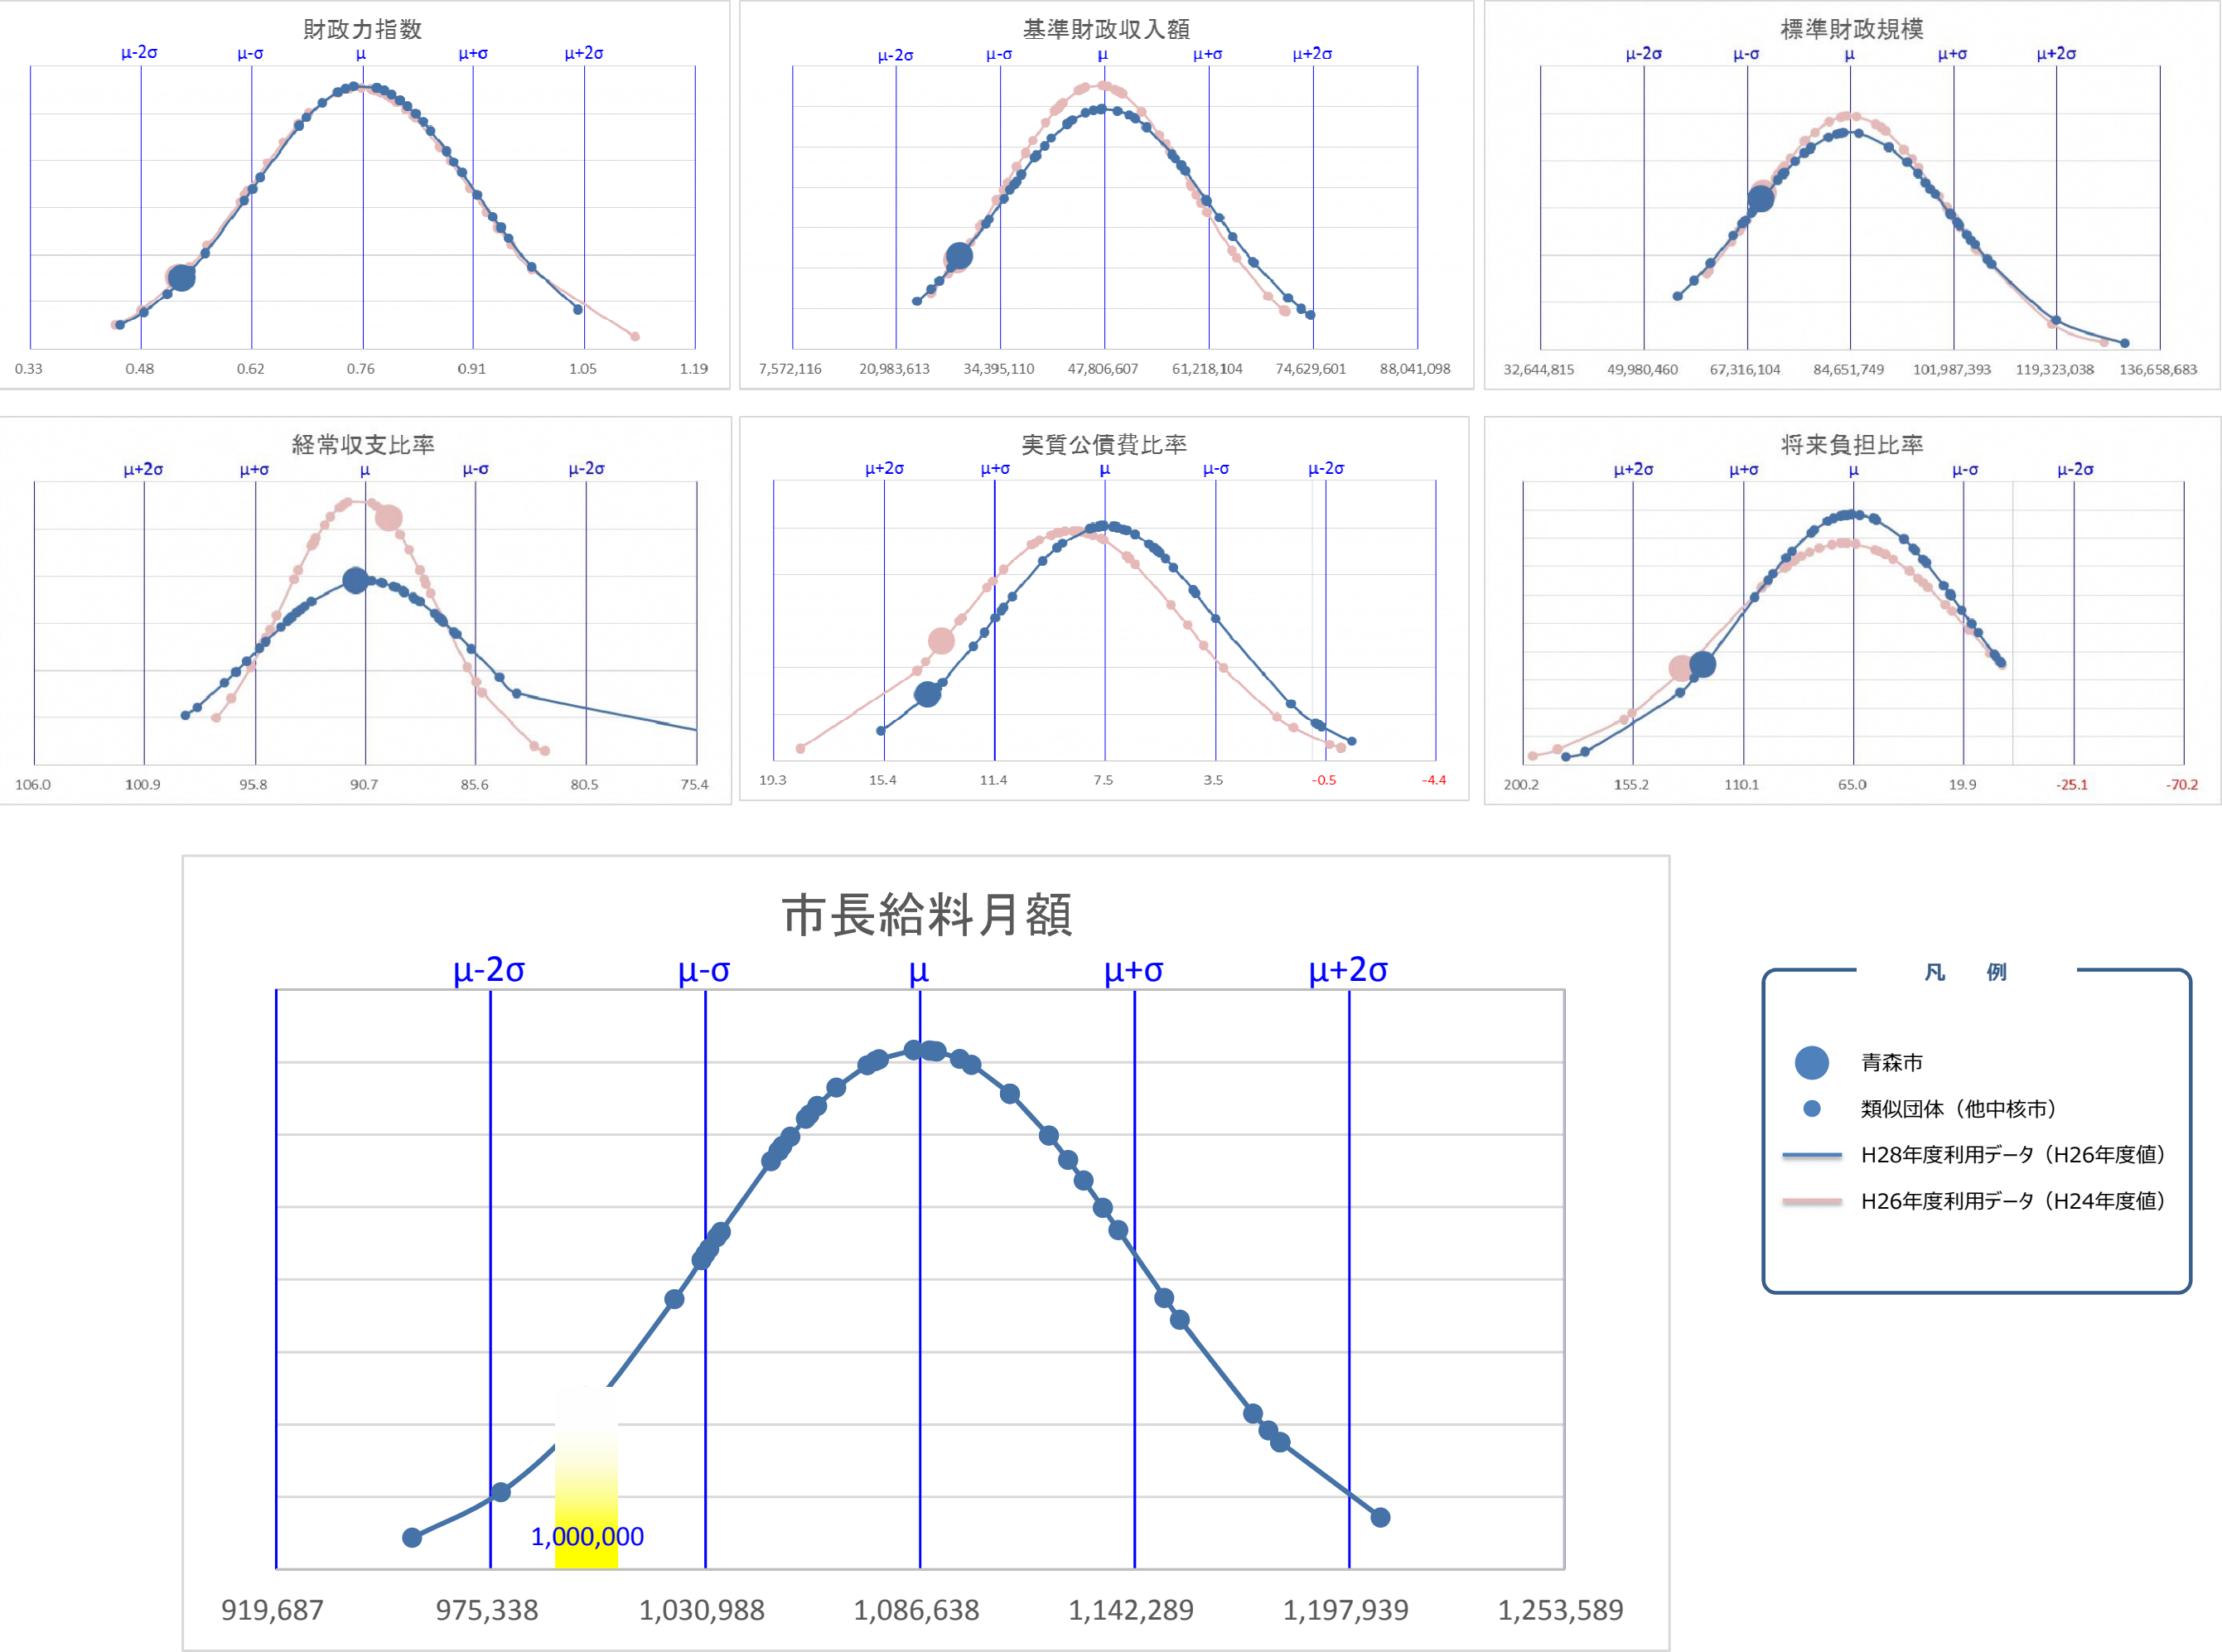 財政力指数
μ-2σ μ-σ μ μ+σ μ+2σ
0.33 0.48 0.62 0.76 0.91 1.05 1.19
基準財政収入額
μ-2σ μ-σ μ μ+σ μ+2σ
7,572,116 20,983,613 34,395,110 47,806,607 61,218,104 74,629,601 88,041,098
標準財政規模
μ-2σ μ-σ μ μ+σ μ+2σ
32,644,815 49,980,460 67,316,104 84,651,749 101,987,393 119,323,038 136,658,683
経常収支比率
μ+2σ μ+σ μ μ-σ μ-2σ
106.0 100.9 95.8 90.7 85.6 80.5 75.4
実質公債費比率
μ+2σ μ+σ μ μ-σ μ-2σ
19.3 15.4 11.4 7.5 3.5 -0.5 -4.4
将来負担比率
μ+2σ μ+σ μ μ-σ μ-2σ
200.2 155.2 110.1 65.0 19.9 -25.1 -70.2
市長給料月額
μ-2σ μ-σ μ μ+σ μ+2σ
1,000,000
919,687 975,338 1,030,988 1,086,638 1,142,289 1,197,939 1,253,589
凡 例
青森市
類似団体（他中核市）
H28年度利用データ（H26年度値）
H26年度利用データ（H24年度値）